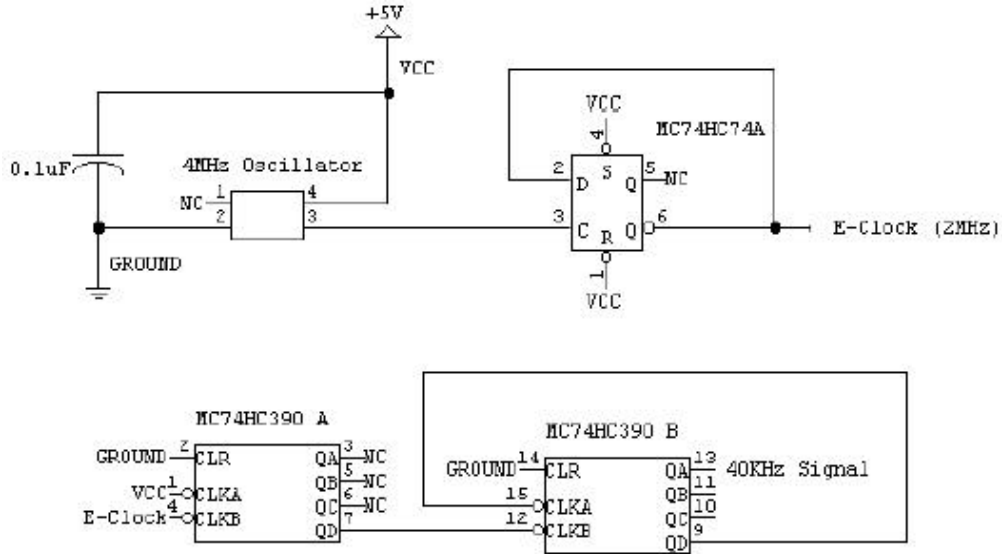 +5V
VCC
VCC
MC74HC74A
4
0.1uF
4MHz Oscillator
2
D
S
Q
5
NC
NC
1
4
2
3
3
C
R
Q
6
E-Clock (2MHz)
GROUND
1
VCC
MC74HC390 A
GROUND
2
CLR
QA
3
NC
QB
5
NC
VCC
1
CLKA
QC
6
NC
E-Clock
4
CLKB
QD
7
MC74HC390 B
GROUND
14
CLR
QA
13
40KHz Signal
QB
11
15
CLKA
QC
10
12
CLKB
QD
9